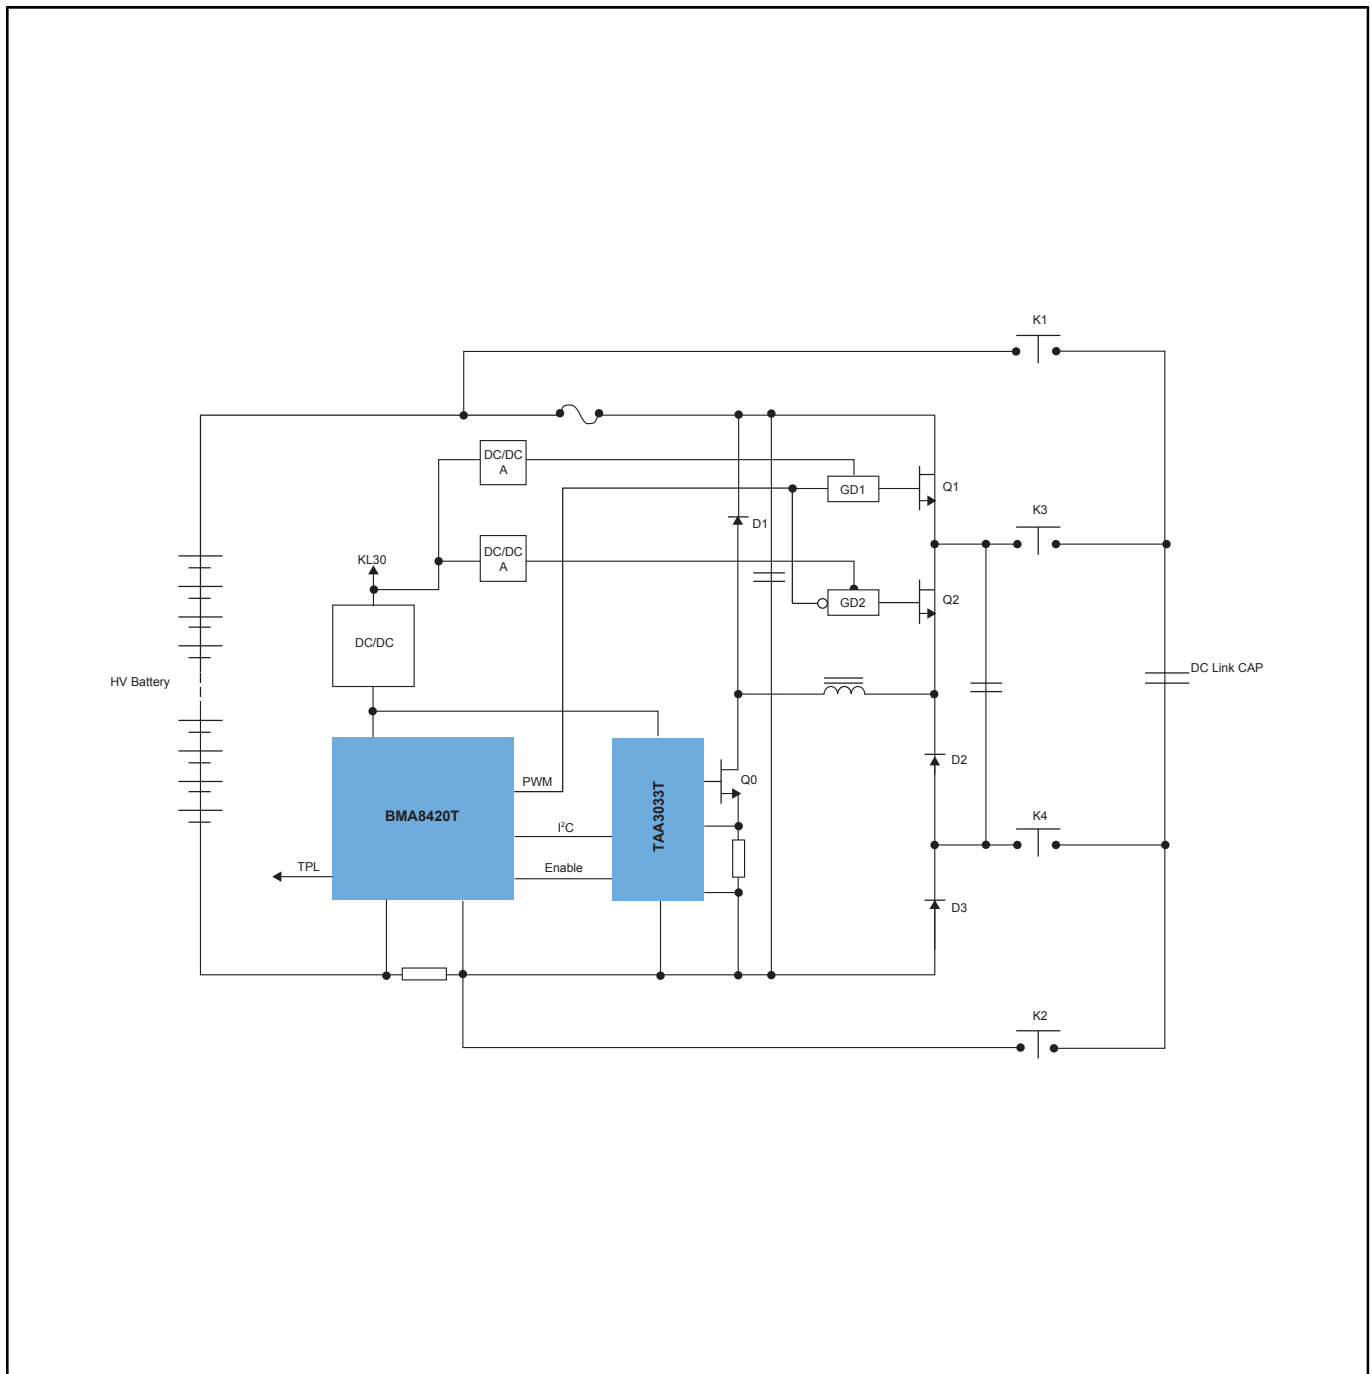 K1
DC/DC
A
GD1
Q1
K3
D1
DC/DC
A
KL30
GD2
Q2
DC/DC
HV Battery
DC Link CAP
D2
PWM
Q0
BMA8420T
TAA3033T
K4
I²C
TPL
Enable
D3
K2